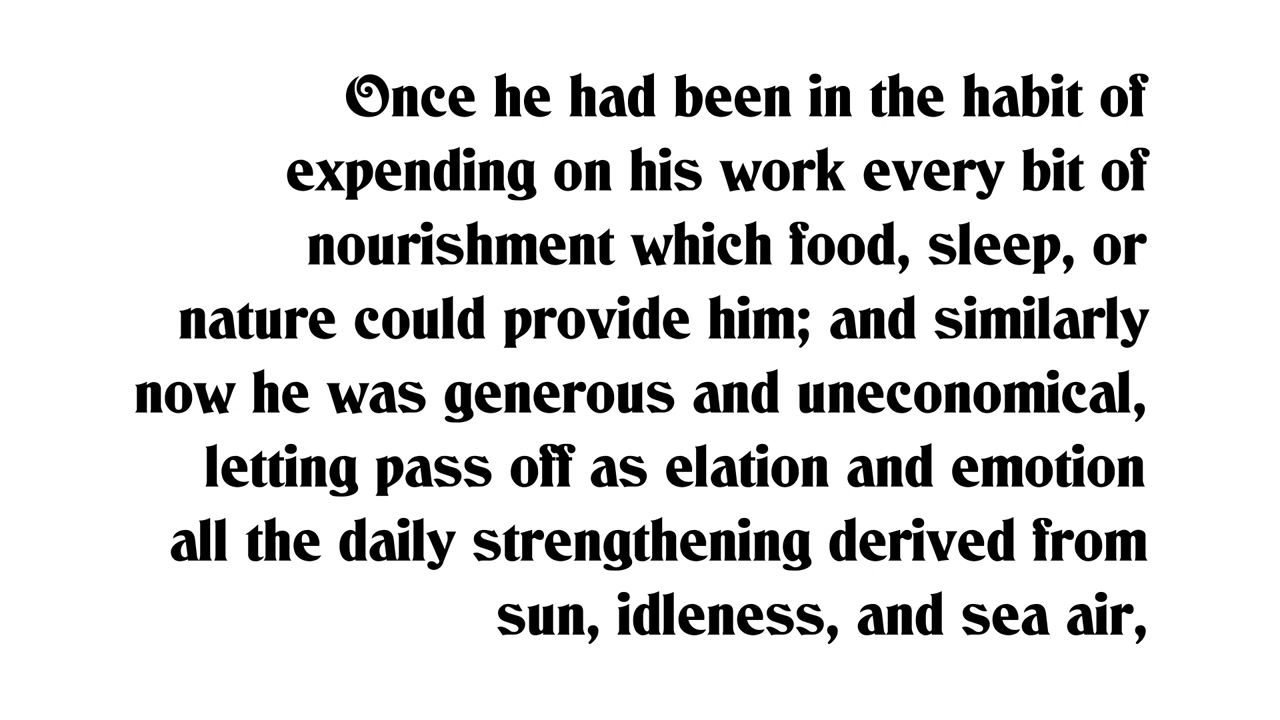 Once he had been in the habit of
expending on his work every bit of
nourishment which food, sleep, or
nature could provide him; and similarly
now he was generous and uneconomical,
letting pass off as elation and emotion
all the daily strengthening derived from
sun, idleness, and sea air,